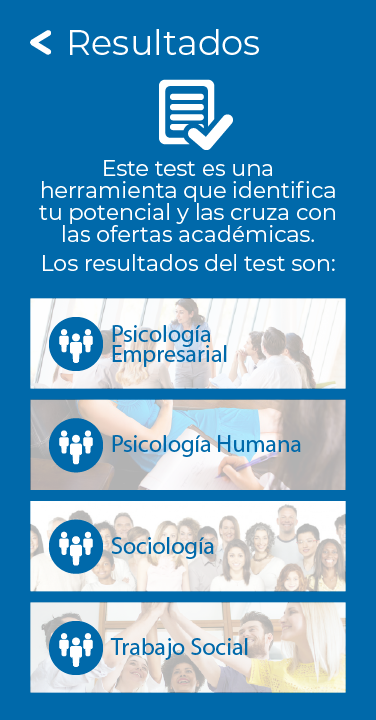 Resultados
Este test es una
herramienta que identifica
tu potencial y las cruza con
las ofertas académicas.
Los resultados del test son:
Psicología
Empresarial
Psicología Humana
Sociología
Trabajo Social